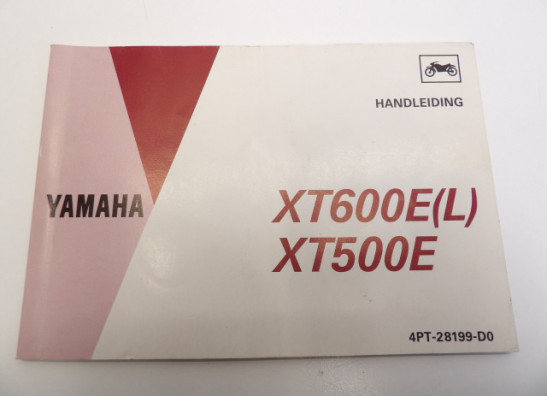 HANDLEIDING
YAMAHA
XT600E(L)
XT500E
4PT-28199-D0